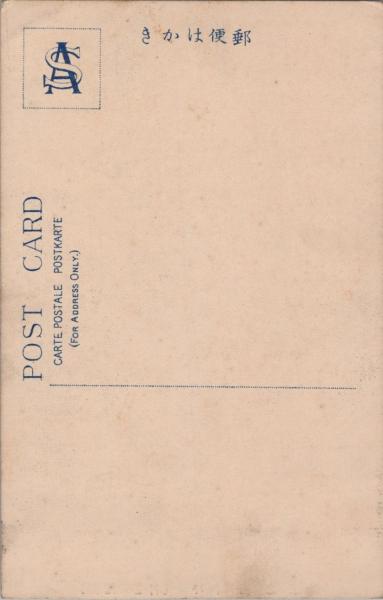 きかは便郵
POST CARD
CARTE POSTALE POSTKARTE
(FOR ADDRESS ONLY.)